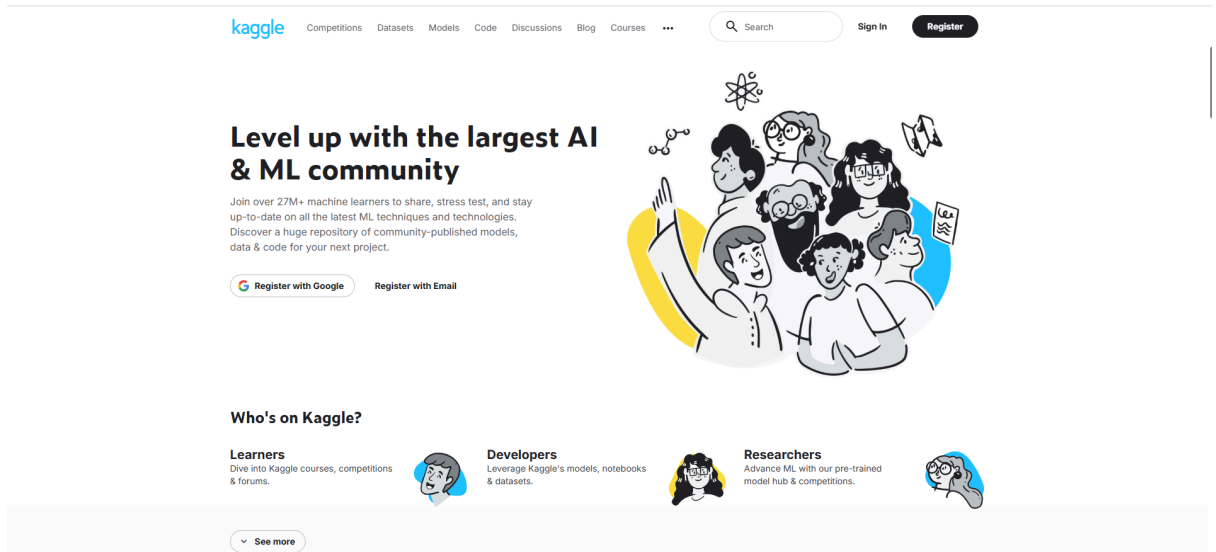 kaggle Competitions Datasets Models Code Discussions Blog Courses ••• Search Sign In Register
Level up with the largest AI
& ML community
Join over 27M+ machine learners to share, stress test, and stay
up-to-date on all the latest ML techniques and technologies.
Discover a huge repository of community-published models,
data & code for your next project.
Register with Google Register with Email
Who's on Kaggle?
Learners
Dive into Kaggle courses, competitions
& forums.
Developers
Leverage Kaggle's models, notebooks
& datasets.
Researchers
Advance ML with our pre-trained
model hub & competitions.
See more